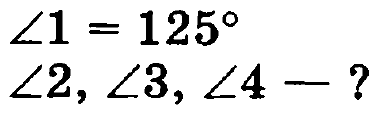 ∠1 = 125°
∠2, ∠3, ∠4 — ?